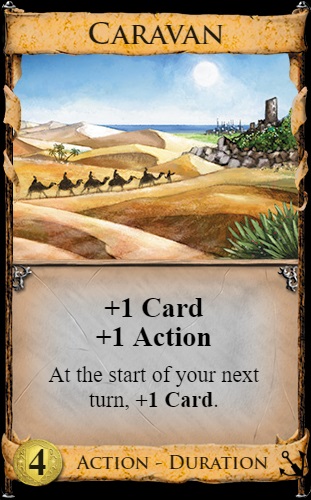 CARAVAN
+1 Card
+1 Action
At the start of your next
turn, +1 Card.
4 ACTION - DURATION